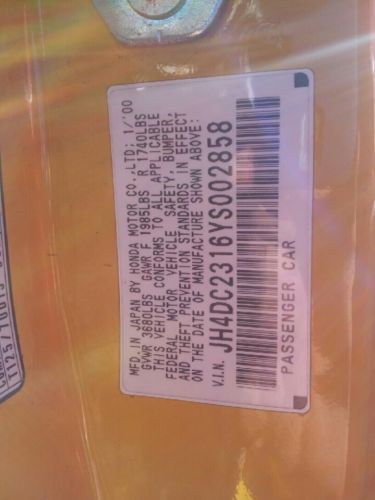 MFD.IN JAPAN BY HONDA MOTOR CO.,LTD; 1/'00
GVWR 3680LBS GAWR F 1985LBS R 1740LBS
THIS VEHICLE CONFORMS TO ALL APPLICABLE
FEDERAL MOTOR VEHICLE SAFETY, BUMPER,
AND THEFT PREVENTION STANDARDS IN EFFECT
ON THE DATE OF MANUFACTURE SHOWN ABOVE:
V.I.N. JH4DC2316YS002858
PASSENGER CAR